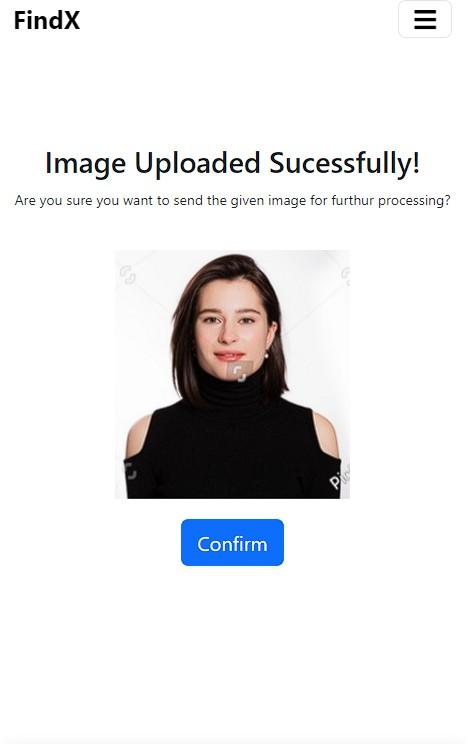 FindX
Image Uploaded Sucessfully!
Are you sure you want to send the given image for furthur processing?
Confirm